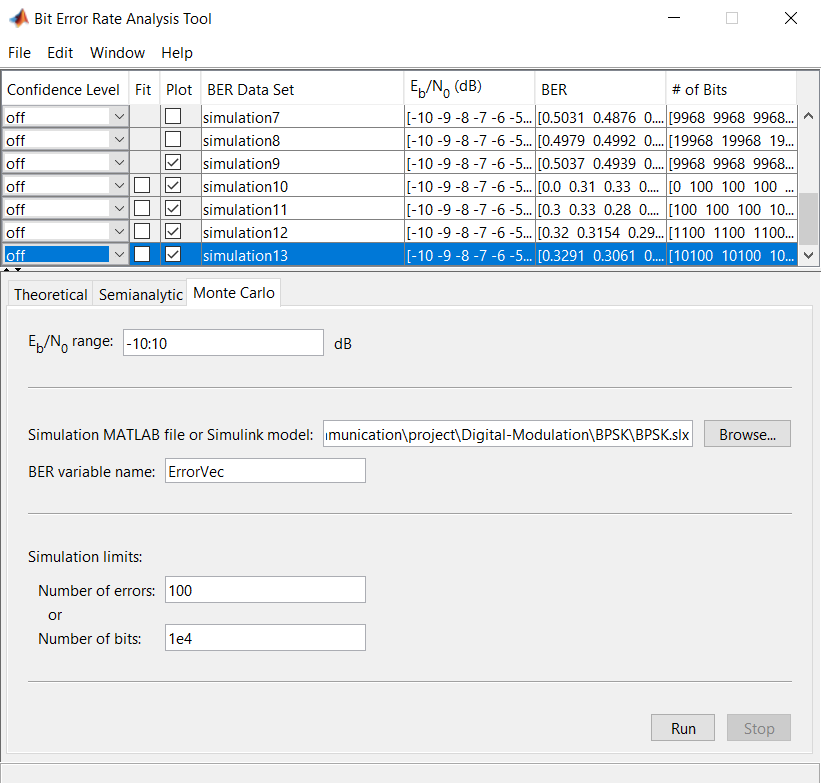 Bit Error Rate Analysis Tool
File Edit Window Help
Confidence Level Fit Plot BER Data Set Eb/N0 (dB) BER # of Bits
off simulation7 [-10 -9 -8 -7 -6 -5... [0.5031 0.4876 0.... [9968 9968 9968...
off simulation8 [-10 -9 -8 -7 -6 -5... [0.4979 0.4992 0.... [19968 19968 19...
off simulation9 [-10 -9 -8 -7 -6 -5... [0.5037 0.4939 0.... [9968 9968 9968...
off simulation10 [-10 -9 -8 -7 -6 -5... [0.0 0.31 0.33 0.... [0 100 100 100 ...
off simulation11 [-10 -9 -8 -7 -6 -5... [0.3 0.33 0.28 0.... [100 100 100 10...
off simulation12 [-10 -9 -8 -7 -6 -5... [0.32 0.3154 0.29... [1100 1100 1100...
off simulation13 [-10 -9 -8 -7 -6 -5... [0.3291 0.3061 0.... [10100 10100 10...
Theoretical Semianalytic Monte Carlo
Eb/N0 range: -10:10 dB
Simulation MATLAB file or Simulink model: munication\project\Digital-Modulation\BPSK\BPSK.slx Browse...
BER variable name: ErrorVec
Simulation limits:
Number of errors: 100
or
Number of bits: 1e4
Run Stop